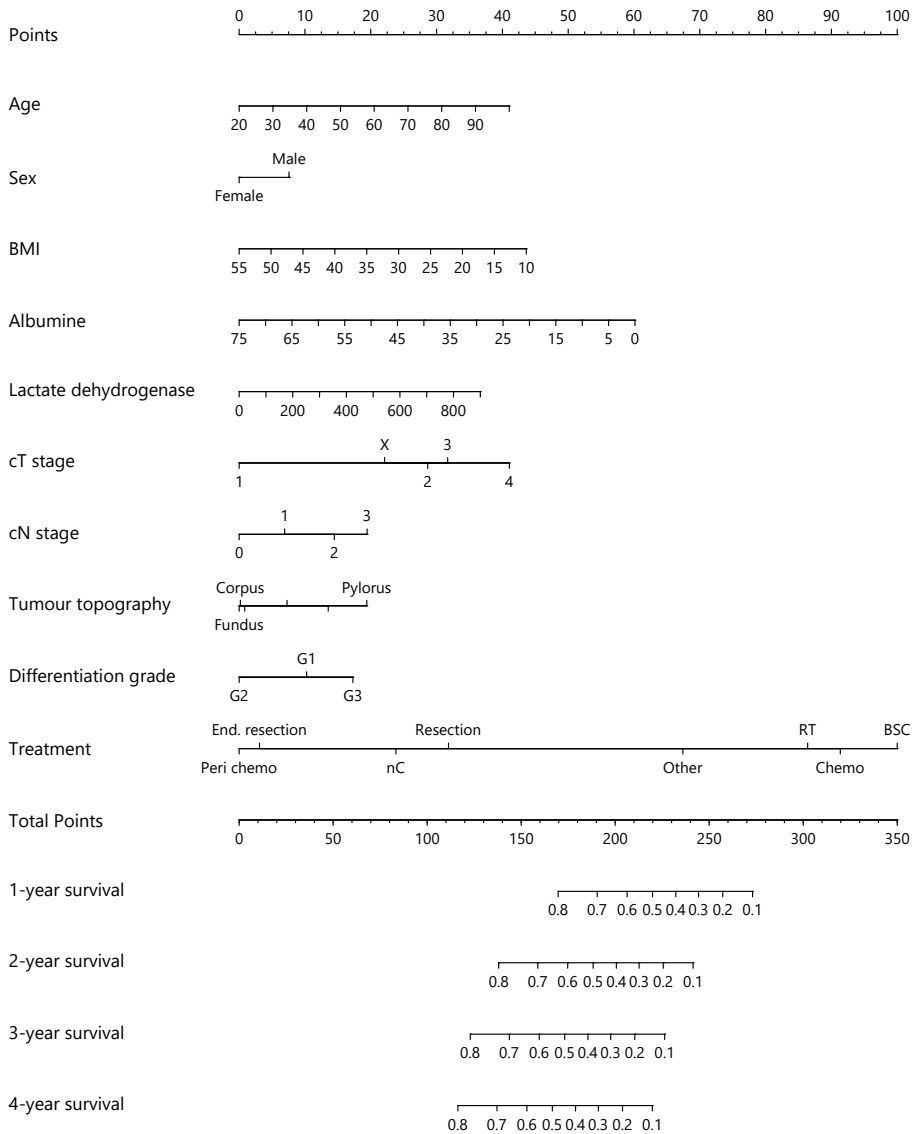 0 10 20 30 40 50 60 70 80 90 100
Points
Age
20 30 40 50 60 70 80 90
Male
Sex
Female
BMI
55 50 45 40 35 30 25 20 15 10
Albumine
75 65 55 45 35 25 15 5 0
Lactate dehydrogenase
0 200 400 600 800
X 3
cT stage
1 2 4
1 3
cN stage
0 2
Corpus Pylorus
Tumour topography
Fundus
G1
Differentiation grade
G2 G3
End. resection Resection RT BSC
Treatment
Peri chemo nC Other Chemo
Total Points
0 50 100 150 200 250 300 350
1-year survival
0.8 0.7 0.6 0.5 0.4 0.3 0.2 0.1
2-year survival
0.8 0.7 0.6 0.5 0.4 0.3 0.2 0.1
3-year survival
0.8 0.7 0.6 0.5 0.4 0.3 0.2 0.1
4-year survival
0.8 0.7 0.6 0.5 0.4 0.3 0.2 0.1